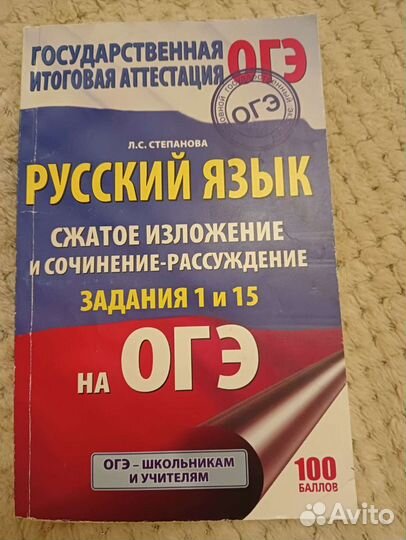 ГОСУДАРСТВЕННАЯ
ИТОГОВАЯ АТТЕСТАЦИЯ
ОГЭ
ОГЭ
Л.С. СТЕПАНОВА
РУССКИЙ ЯЗЫК
СЖАТОЕ ИЗЛОЖЕНИЕ
И СОЧИНЕНИЕ-РАССУЖДЕНИЕ
ЗАДАНИЯ 1 И 15
НА ОГЭ
ОГЭ – ШКОЛЬНИКАМ
И УЧИТЕЛЯМ
100
БАЛЛОВ
Avito